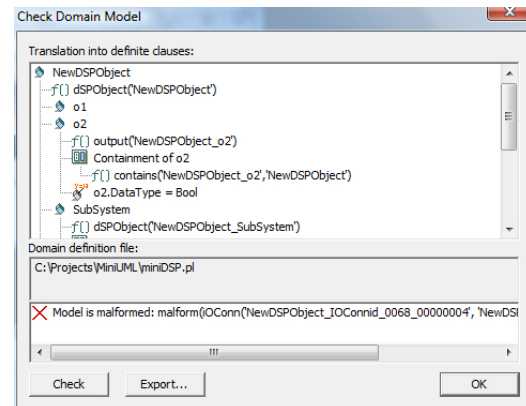 Check Domain Model
Translation into definite clauses:
NewDSPObject
f() dSPObject('NewDSPObject')
o1
o2
f() output('NewDSPObject_o2')
Containment of o2
f() contains('NewDSPObject_o2','NewDSPObject')
o2.DataType = Bool
SubSystem
f() dSPObject('NewDSPObject_SubSystem')
Domain definition file:
C:\Projects\MiniUML\miniDSP.pl
Model is malformed: malform(iOConn('NewDSPObject_IOConnid_0068_00000004', 'NewDSI
Check
Export...
OK